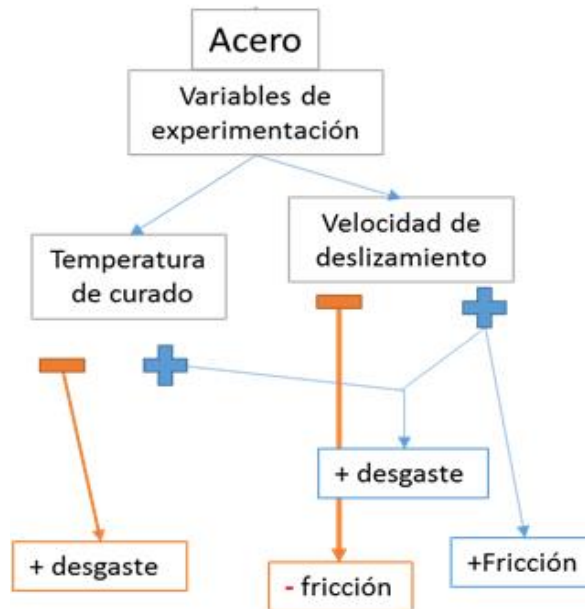 Acero
Variables de
experimentación
Velocidad de
deslizamiento
Temperatura
de curado
+ desgaste
+ desgaste
- fricción
+Fricción